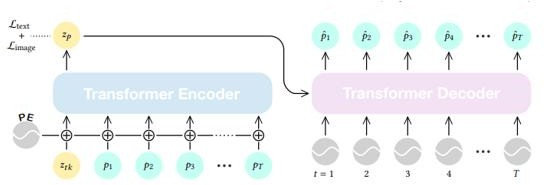 ℒtext
+
ℒimage
zp
p̂1 p̂2 p̂3 p̂4 ... p̂T
Transformer Encoder
Transformer Decoder
PE
ztk p1 p2 p3 ... pT
t = 1 2 3 4 ... T